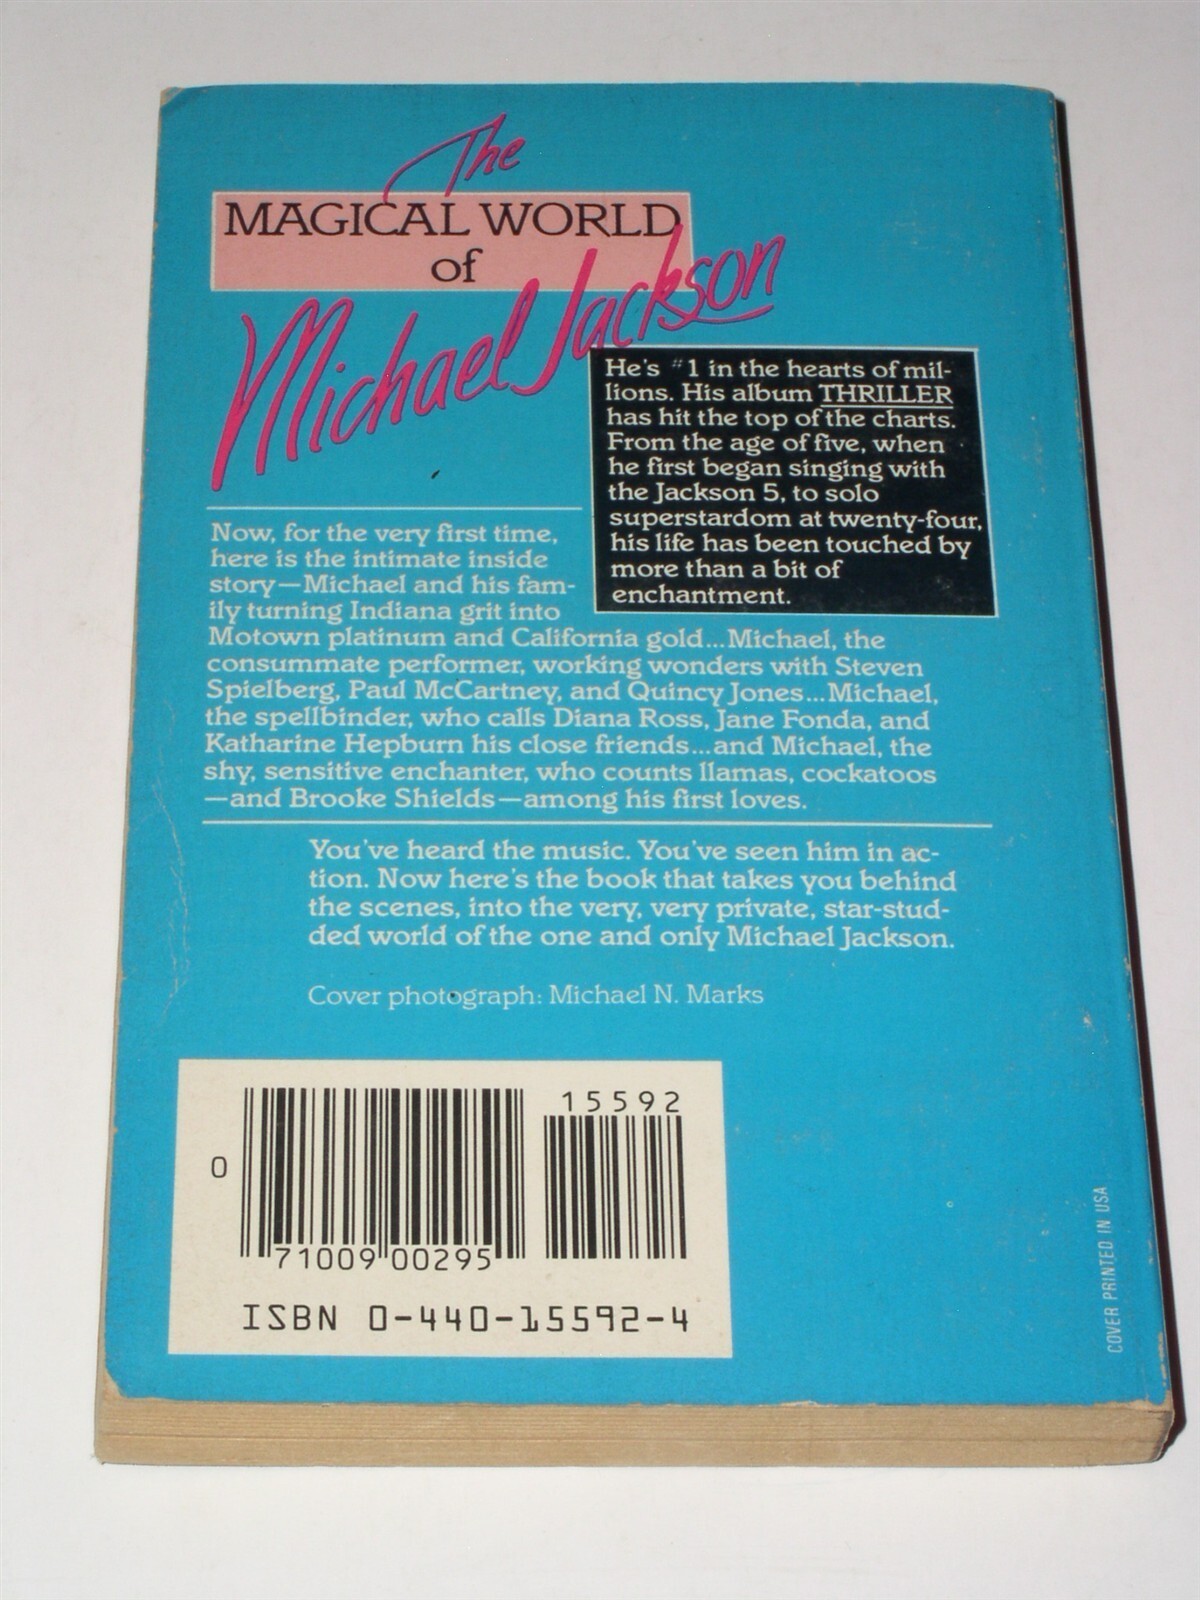 The
MAGICAL WORLD
of
Michael Jackson
He's #1 in the hearts of mil-
lions. His album THRILLER
has hit the top of the charts.
From the age of five, when
he first began singing with
the Jackson 5, to solo
superstardom at twenty-four,
his life has been touched by
more than a bit of
enchantment.
Now, for the very first time,
here is the intimate inside
story—Michael and his fam-
ily turning Indiana grit into
Motown platinum and California gold...Michael, the
consummate performer, working wonders with Steven
Spielberg, Paul McCartney, and Quincy Jones...Michael,
the spellbinder, who calls Diana Ross, Jane Fonda, and
Katharine Hepburn his close friends...and Michael, the
shy, sensitive enchanter, who counts llamas, cockatoos
—and Brooke Shields—among his first loves.
You've heard the music. You've seen him in ac-
tion. Now here's the book that takes you behind
the scenes, into the very, very private, star-stud-
ded world of the one and only Michael Jackson.
Cover photograph: Michael N. Marks
15592
0
71009 00295
ISBN 0-440-15592-4
COVER PRINTED IN USA